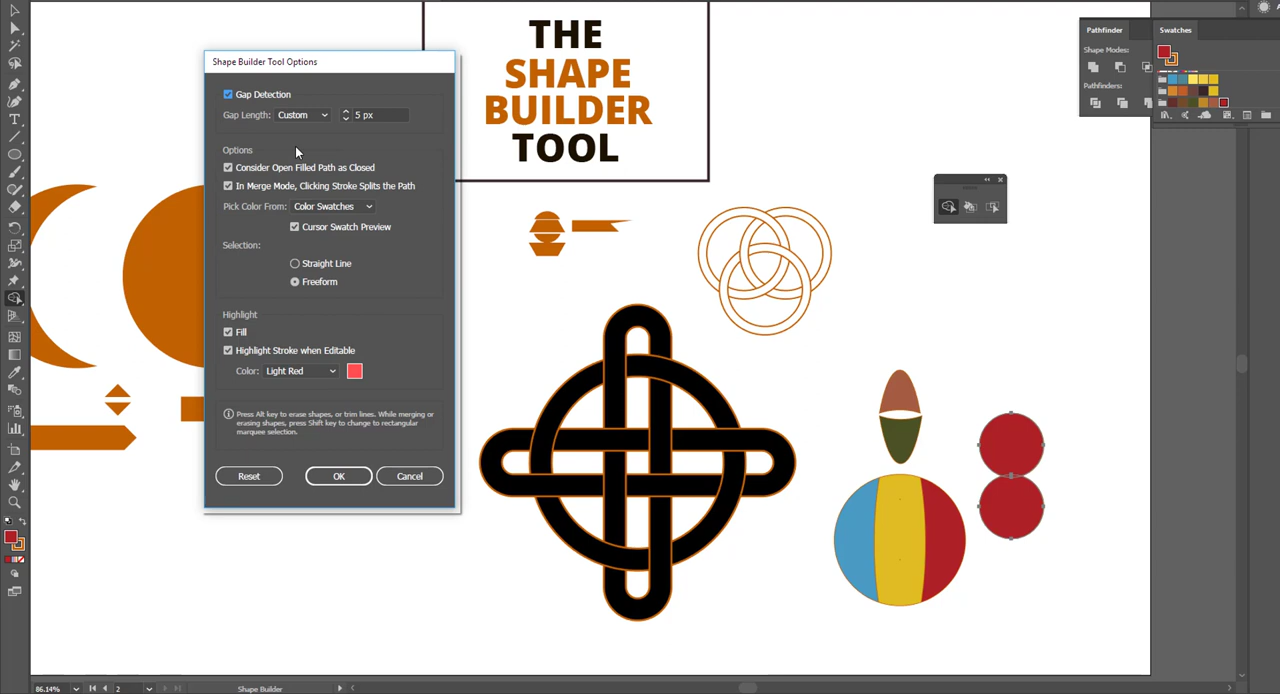 THE
SHAPE
BUILDER
TOOL
Shape Builder Tool Options
Gap Detection
Gap Length: Custom 5 px
Options
Consider Open Filled Path as Closed
In Merge Mode, Clicking Stroke Splits the Path
Pick Color From: Color Swatches
Cursor Swatch Preview
Selection:
Straight Line
Freeform
Highlight
Fill
Highlight Stroke when Editable
Color: Light Red
Press Alt key to erase shapes, or trim lines. While merging or
erasing shapes, press Shift key to change to rectangular
marquee selection.
Reset OK Cancel
Pathfinder
Shape Modes:
Pathfinders:
Swatches
86.14% 2 Shape Builder